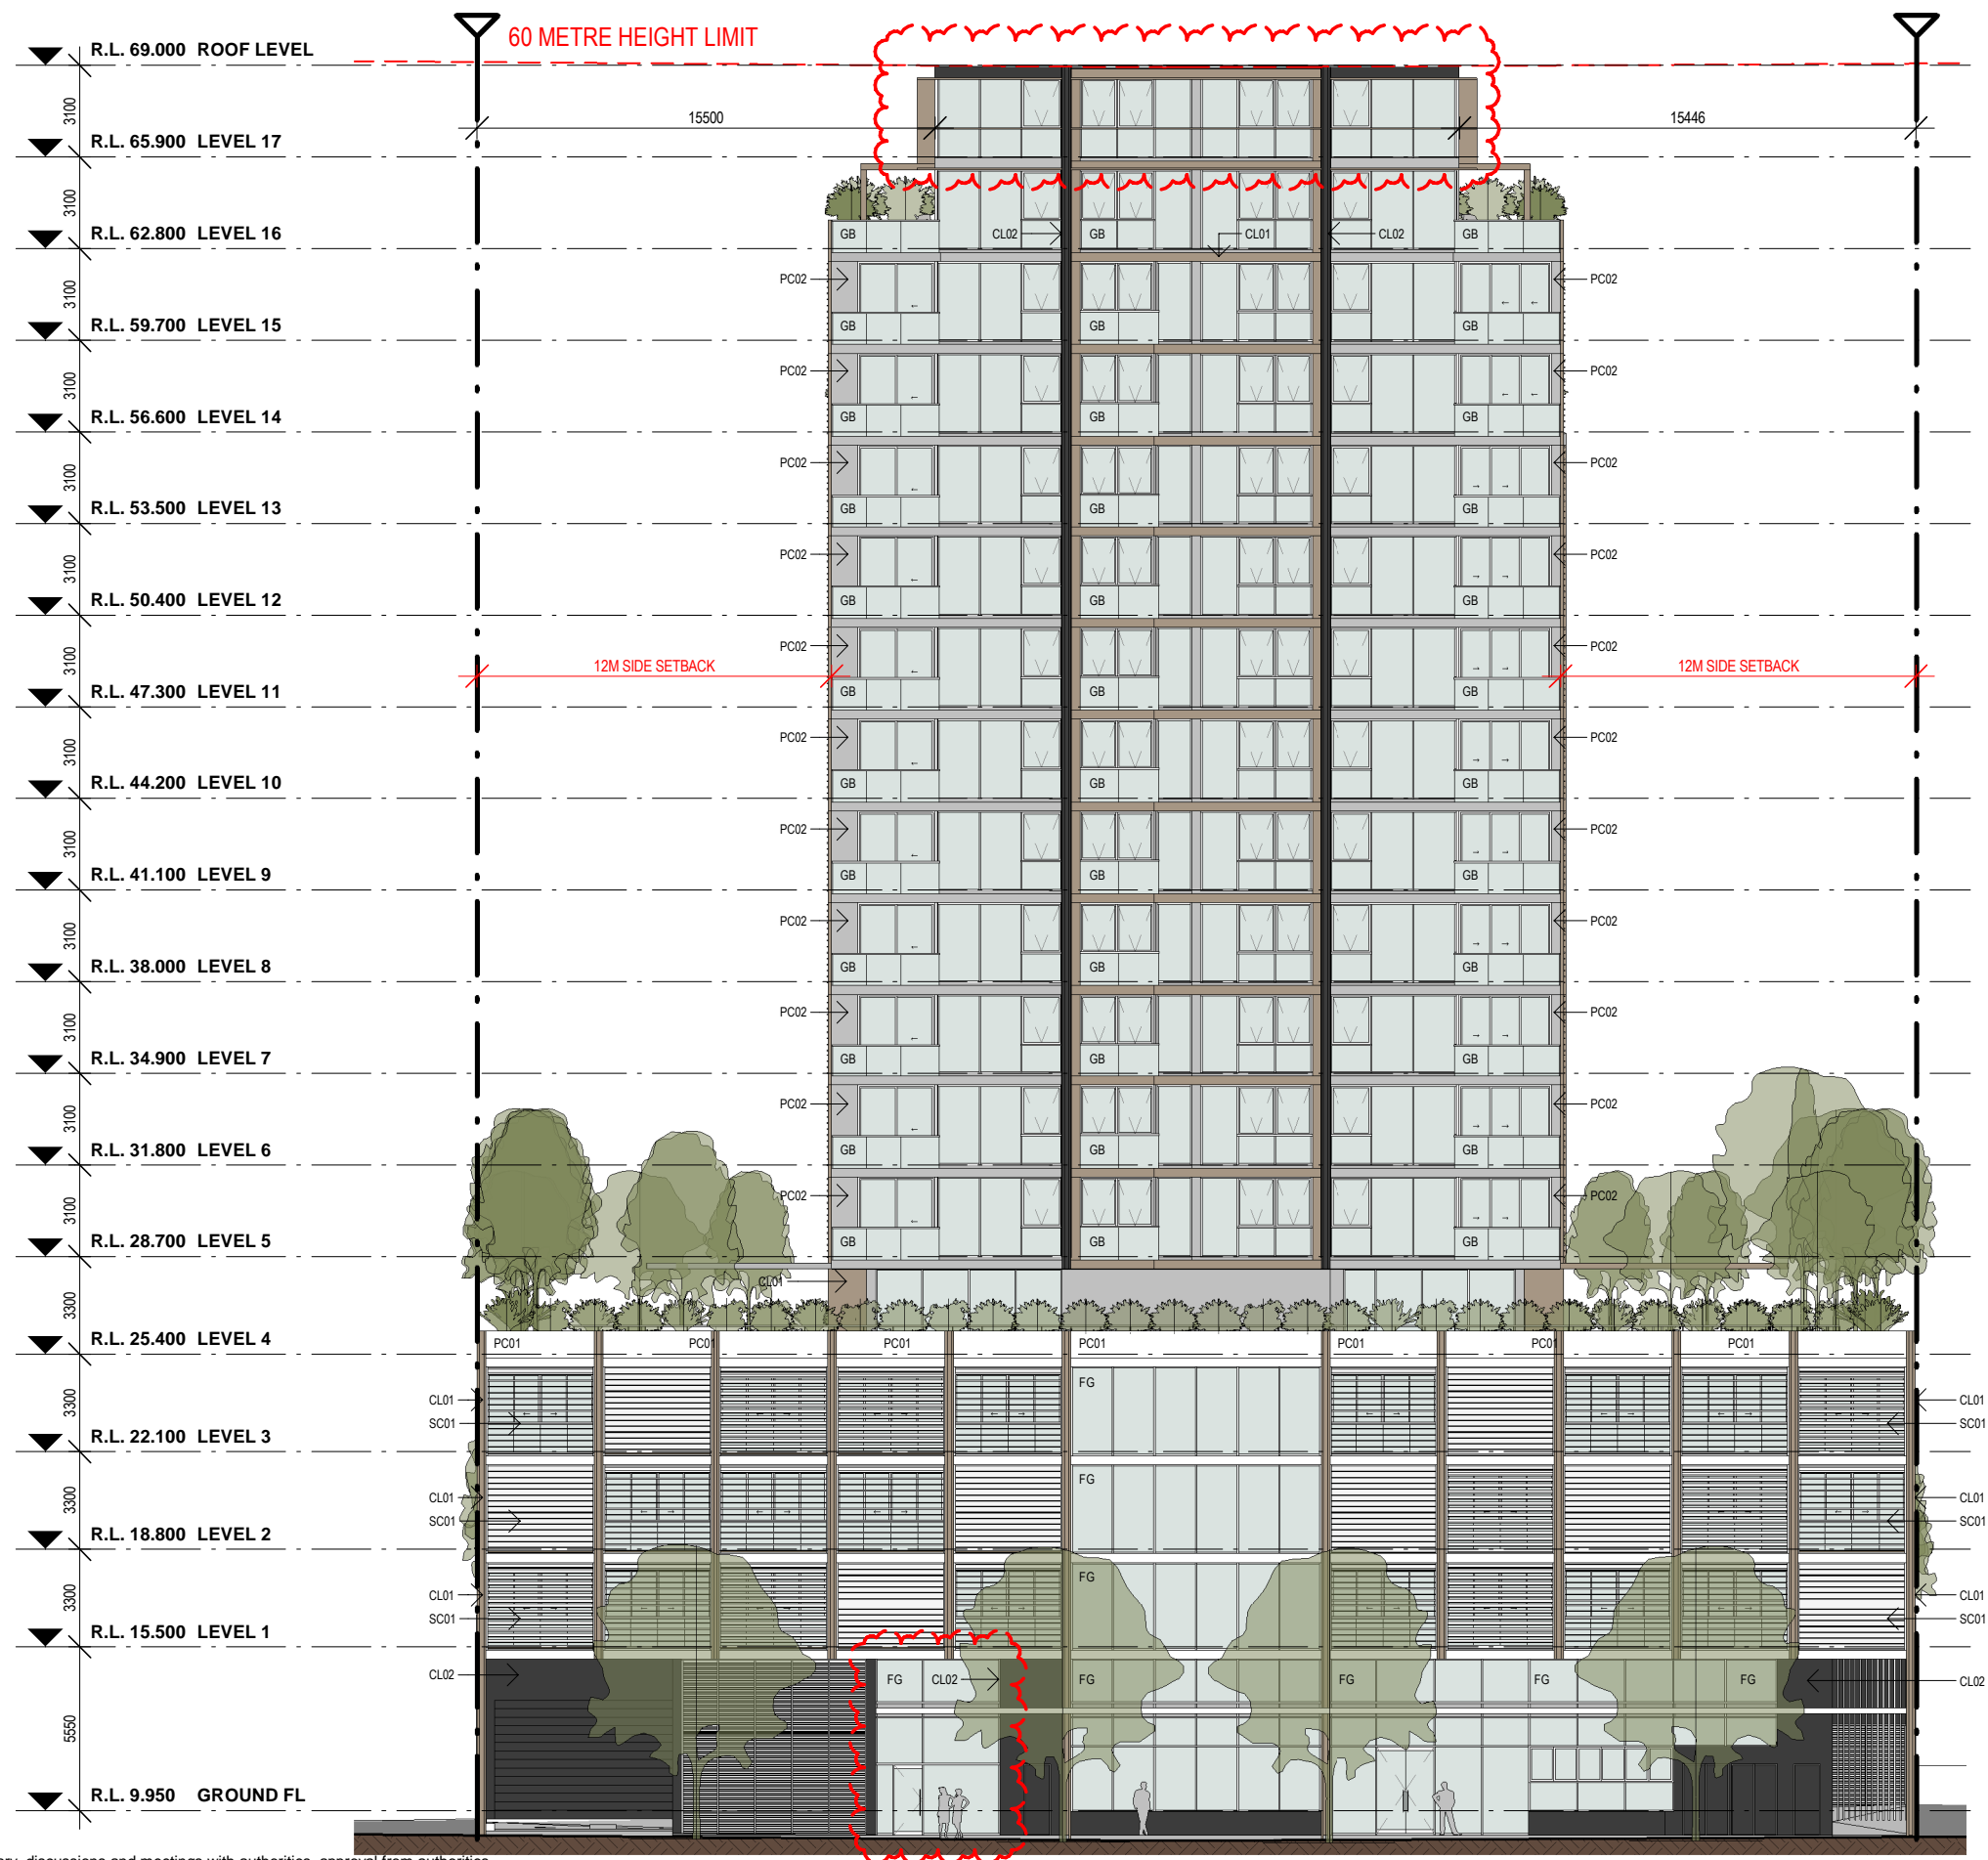 60 METRE HEIGHT LIMIT
R.L. 69.000 ROOF LEVEL
3100
15500
15446
R.L. 65.900 LEVEL 17
3100
R.L. 62.800 LEVEL 16
GB CL02 GB CL01 CL02 GB
3100
PC02 PC02
R.L. 59.700 LEVEL 15
GB GB GB
3100
PC02 PC02
R.L. 56.600 LEVEL 14
GB GB GB
3100
PC02 PC02
R.L. 53.500 LEVEL 13
GB GB GB
3100
PC02 PC02
R.L. 50.400 LEVEL 12
GB GB GB
3100
PC02 PC02
12M SIDE SETBACK 12M SIDE SETBACK
R.L. 47.300 LEVEL 11
GB GB GB
3100
PC02 PC02
R.L. 44.200 LEVEL 10
GB GB GB
3100
PC02 PC02
R.L. 41.100 LEVEL 9
GB GB GB
3100
PC02 PC02
R.L. 38.000 LEVEL 8
GB GB GB
3100
PC02 PC02
R.L. 34.900 LEVEL 7
GB GB GB
3100
PC02 PC02
R.L. 31.800 LEVEL 6
GB GB GB
3100
PC02 PC02
R.L. 28.700 LEVEL 5
GB GB GB
CL01
3300
R.L. 25.400 LEVEL 4
PC01 PC01 PC01 PC01 PC01 PC01 PC01
FG
3300
CL01 CL01
SC01 SC01
R.L. 22.100 LEVEL 3
FG
3300
CL01 CL01
SC01 SC01
R.L. 18.800 LEVEL 2
FG
3300
CL01 CL01
SC01 SC01
R.L. 15.500 LEVEL 1
CL02 FG CL02 FG FG FG FG CL02
5550
R.L. 9.950 GROUND FL
discussions and meetings with authorities, approval from authorities